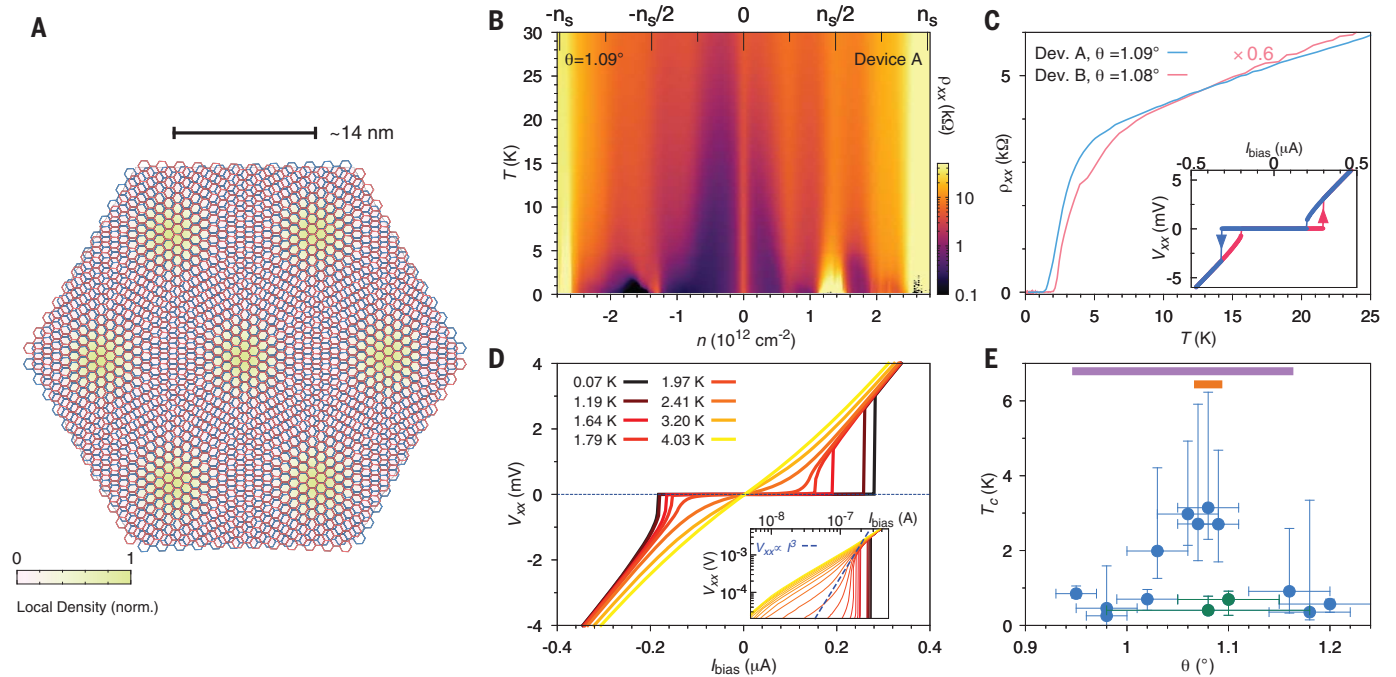 A
~14 nm
0
1
Local Density (norm.)
B
-nₛ
-nₛ/2
0
nₛ/2
nₛ
30
25
20
15
10
5
0
T (K)
θ=1.09°
Device A
-2
-1
0
1
2
n (10¹² cm⁻²)
ρxx (kΩ)
10
1
0.1
C
Dev. A, θ =1.09°
Dev. B, θ =1.08°
× 0.6
6
4
2
0
ρxx (kΩ)
0
5
10
15
20
25
T (K)
Ibias (μA)
-0.5
0
0.5
5
0
-5
Vxx (mV)
D
4
2
0
-2
-4
Vxx (mV)
0.07 K
1.97 K
1.19 K
2.41 K
1.64 K
3.20 K
1.79 K
4.03 K
-0.4
-0.2
0
0.2
0.4
Ibias (μA)
10⁻⁸
10⁻⁷
Ibias (A)
Vxx ∝ I³
10⁻³
10⁻⁴
Vxx (V)
E
6
4
2
0
Tc (K)
0.9
1
1.1
1.2
θ (°)